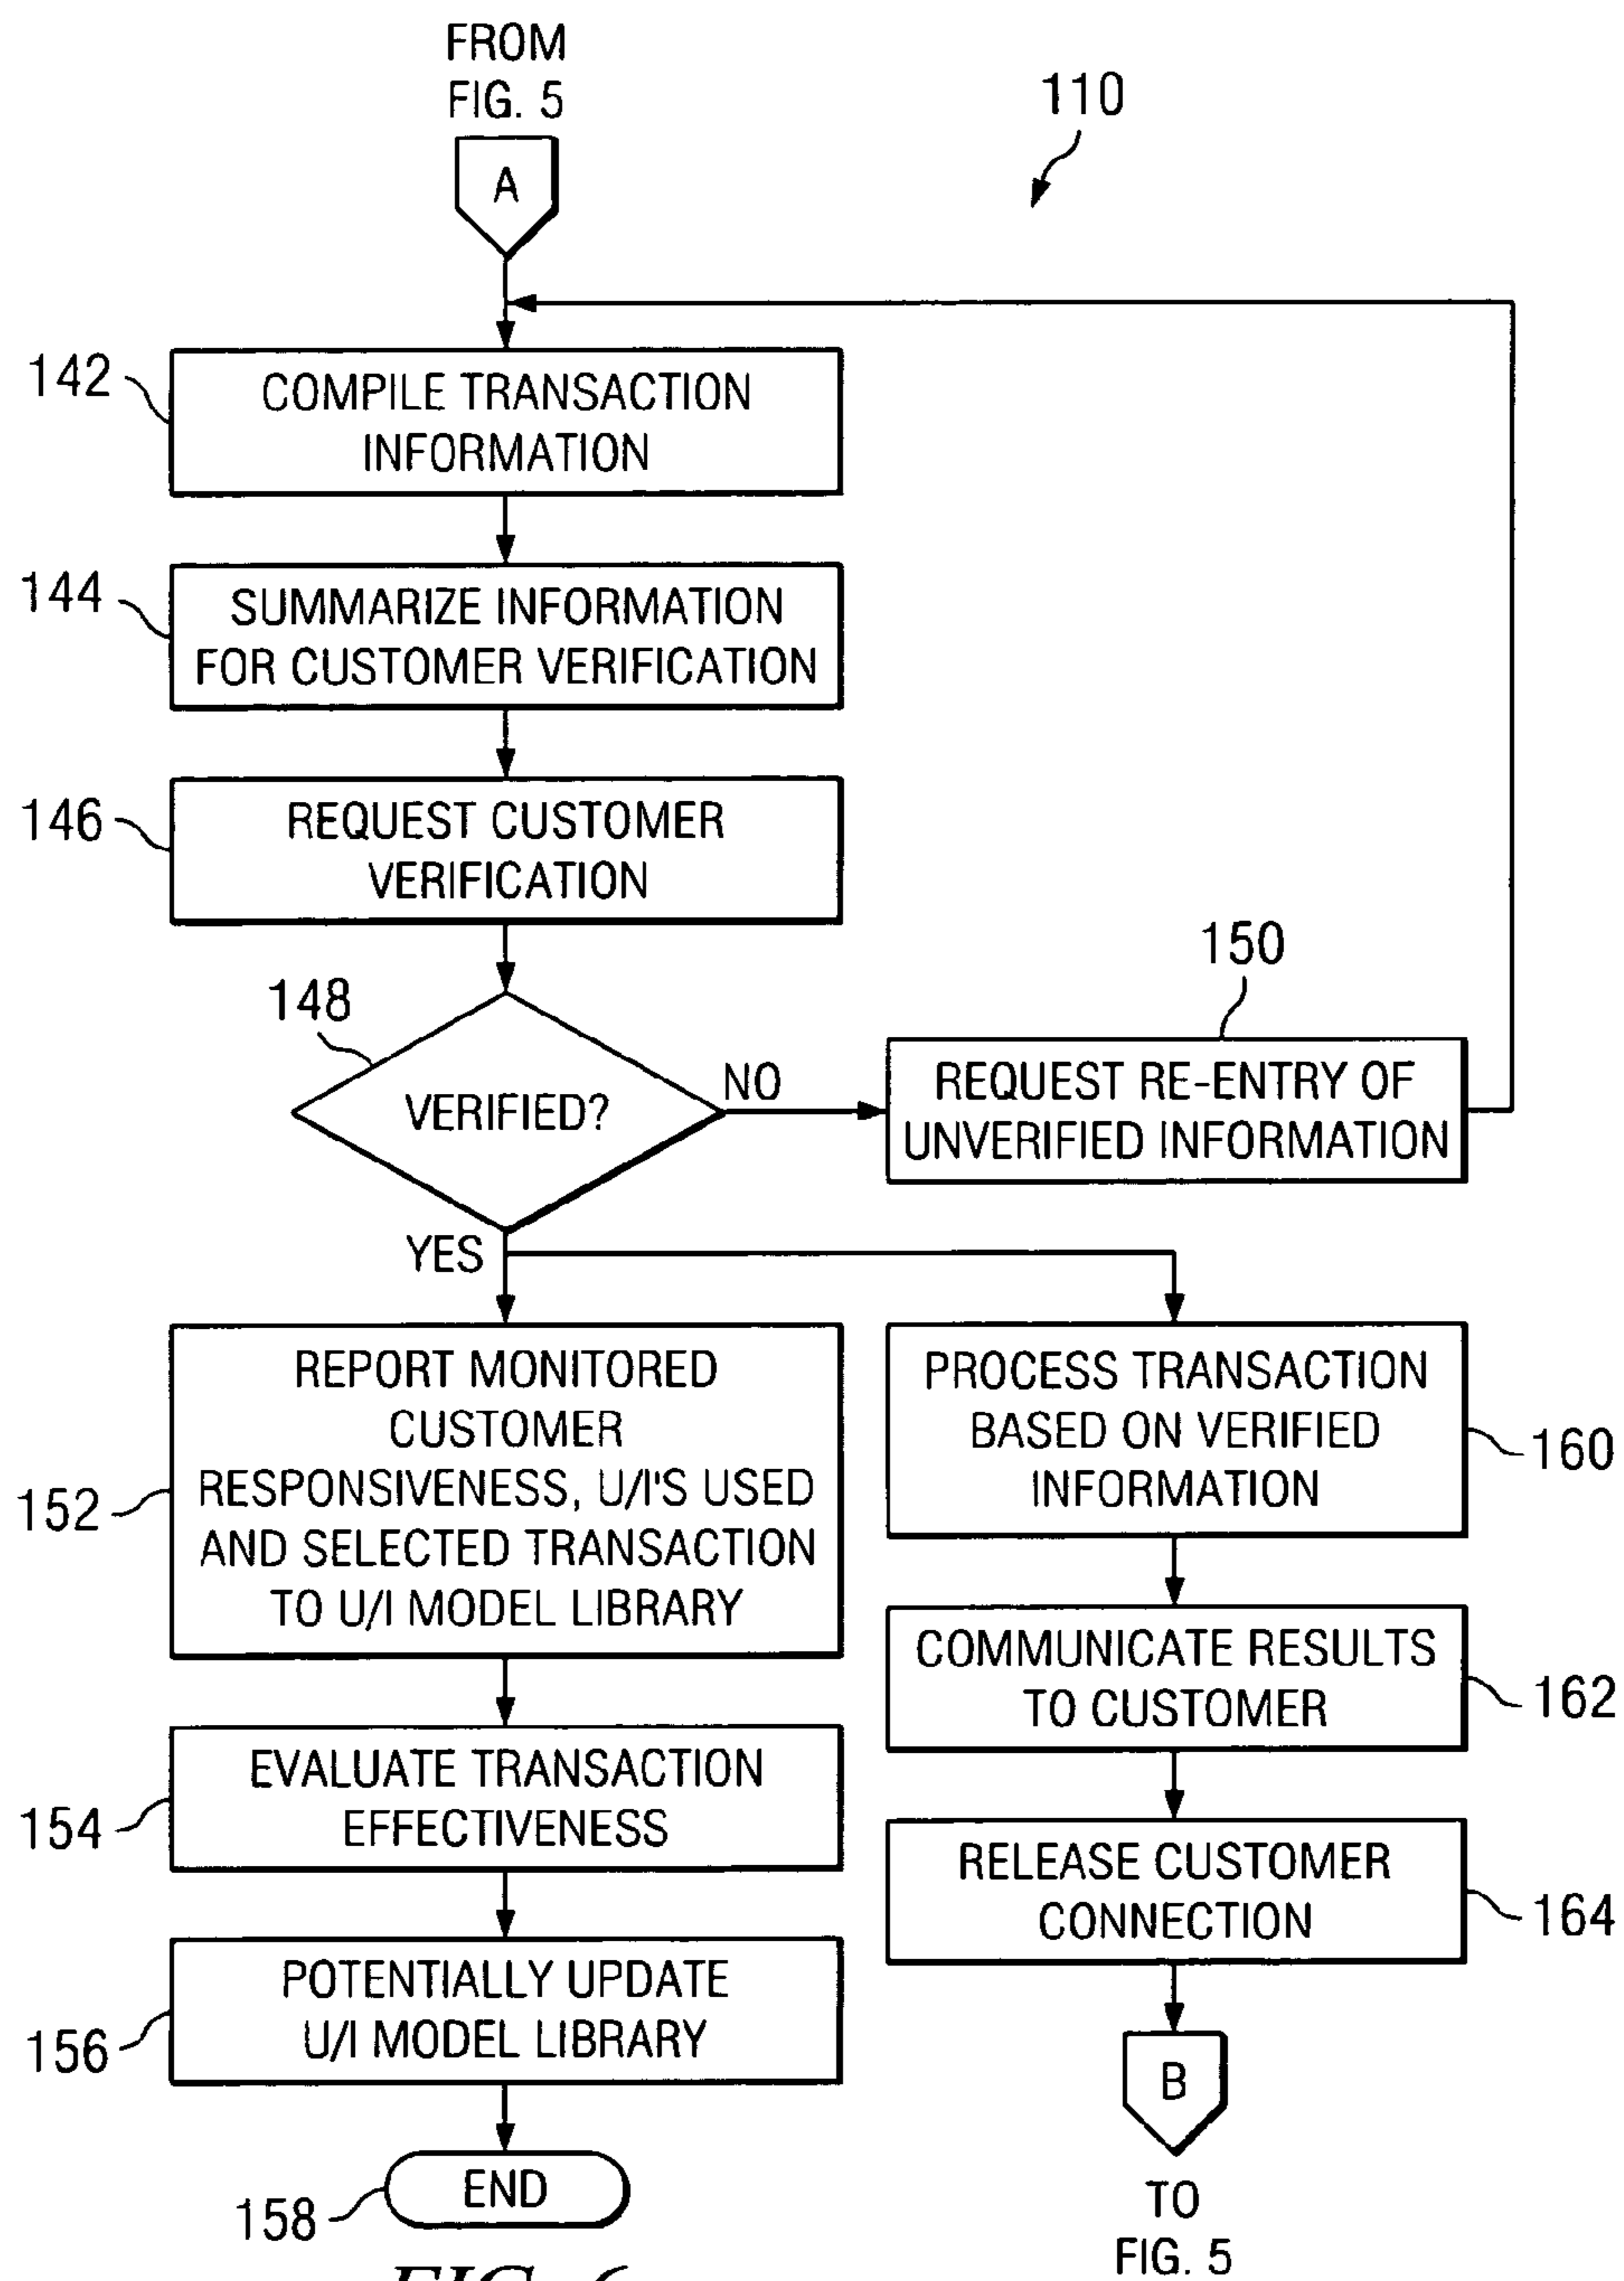 FROM
FIG. 5
110
A
142
COMPILE TRANSACTION
INFORMATION
144
SUMMARIZE INFORMATION
FOR CUSTOMER VERIFICATION
146
REQUEST CUSTOMER
VERIFICATION
148
VERIFIED?
NO
150
REQUEST RE-ENTRY OF
UNVERIFIED INFORMATION
YES
152
REPORT MONITORED
CUSTOMER
RESPONSIVENESS, U/I'S USED
AND SELECTED TRANSACTION
TO U/I MODEL LIBRARY
154
EVALUATE TRANSACTION
EFFECTIVENESS
156
POTENTIALLY UPDATE
U/I MODEL LIBRARY
158
END
PROCESS TRANSACTION
BASED ON VERIFIED
INFORMATION
160
COMMUNICATE RESULTS
TO CUSTOMER
162
RELEASE CUSTOMER
CONNECTION
164
B
TO
FIG. 5
FIG. 6